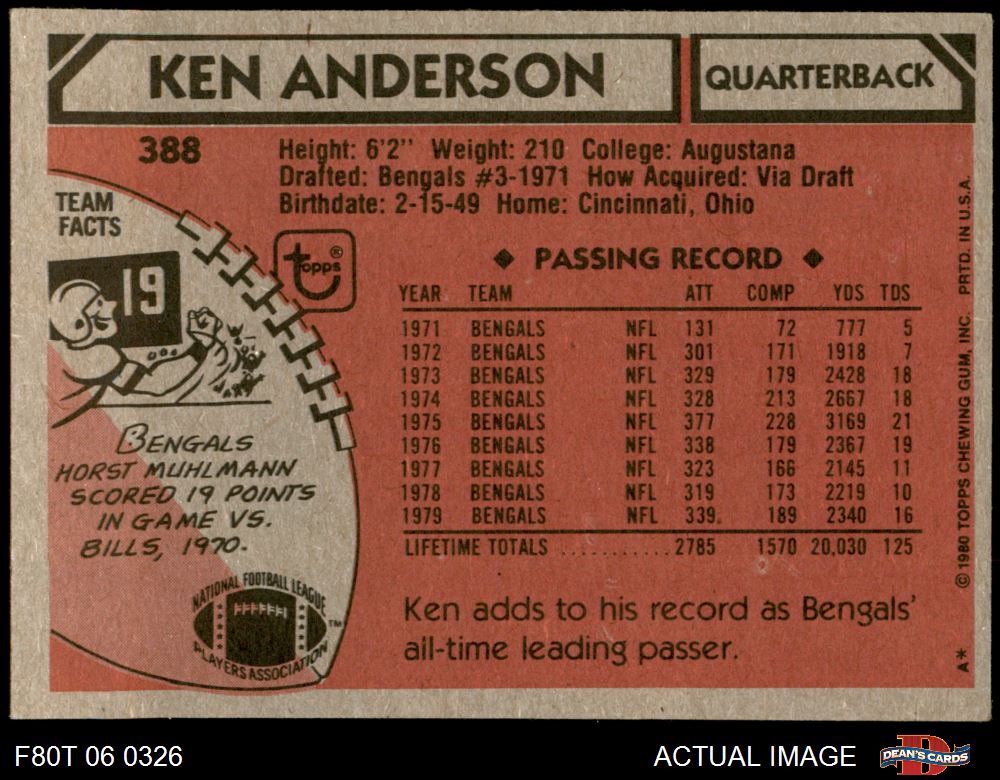 KEN ANDERSON
QUARTERBACK
388
Height: 6'2" Weight: 210 College: Augustana
Drafted: Bengals #3-1971 How Acquired: Via Draft
Birthdate: 2-15-49 Home: Cincinnati, Ohio
TEAM
FACTS
19
topps®
BENGALS
HORST MUHLMANN
SCORED 19 POINTS
IN GAME VS.
BILLS, 1970.
NATIONAL FOOTBALL LEAGUE
PLAYERS ASSOCIATION
TM
◆ PASSING RECORD ◆
YEAR TEAM ATT COMP YDS TDS
1971 BENGALS NFL 131 72 777 5
1972 BENGALS NFL 301 171 1918 7
1973 BENGALS NFL 329 179 2428 18
1974 BENGALS NFL 328 213 2667 18
1975 BENGALS NFL 377 228 3169 21
1976 BENGALS NFL 338 179 2367 19
1977 BENGALS NFL 323 166 2145 11
1978 BENGALS NFL 319 173 2219 10
1979 BENGALS NFL 339 189 2340 16
LIFETIME TOTALS ........... 2785 1570 20,030 125
Ken adds to his record as Bengals'
all-time leading passer.
© 1980 TOPPS CHEWING GUM, INC. PRTD. IN U.S.A.
A*
F80T 06 0326
ACTUAL IMAGE
D
DEAN'S CARDS